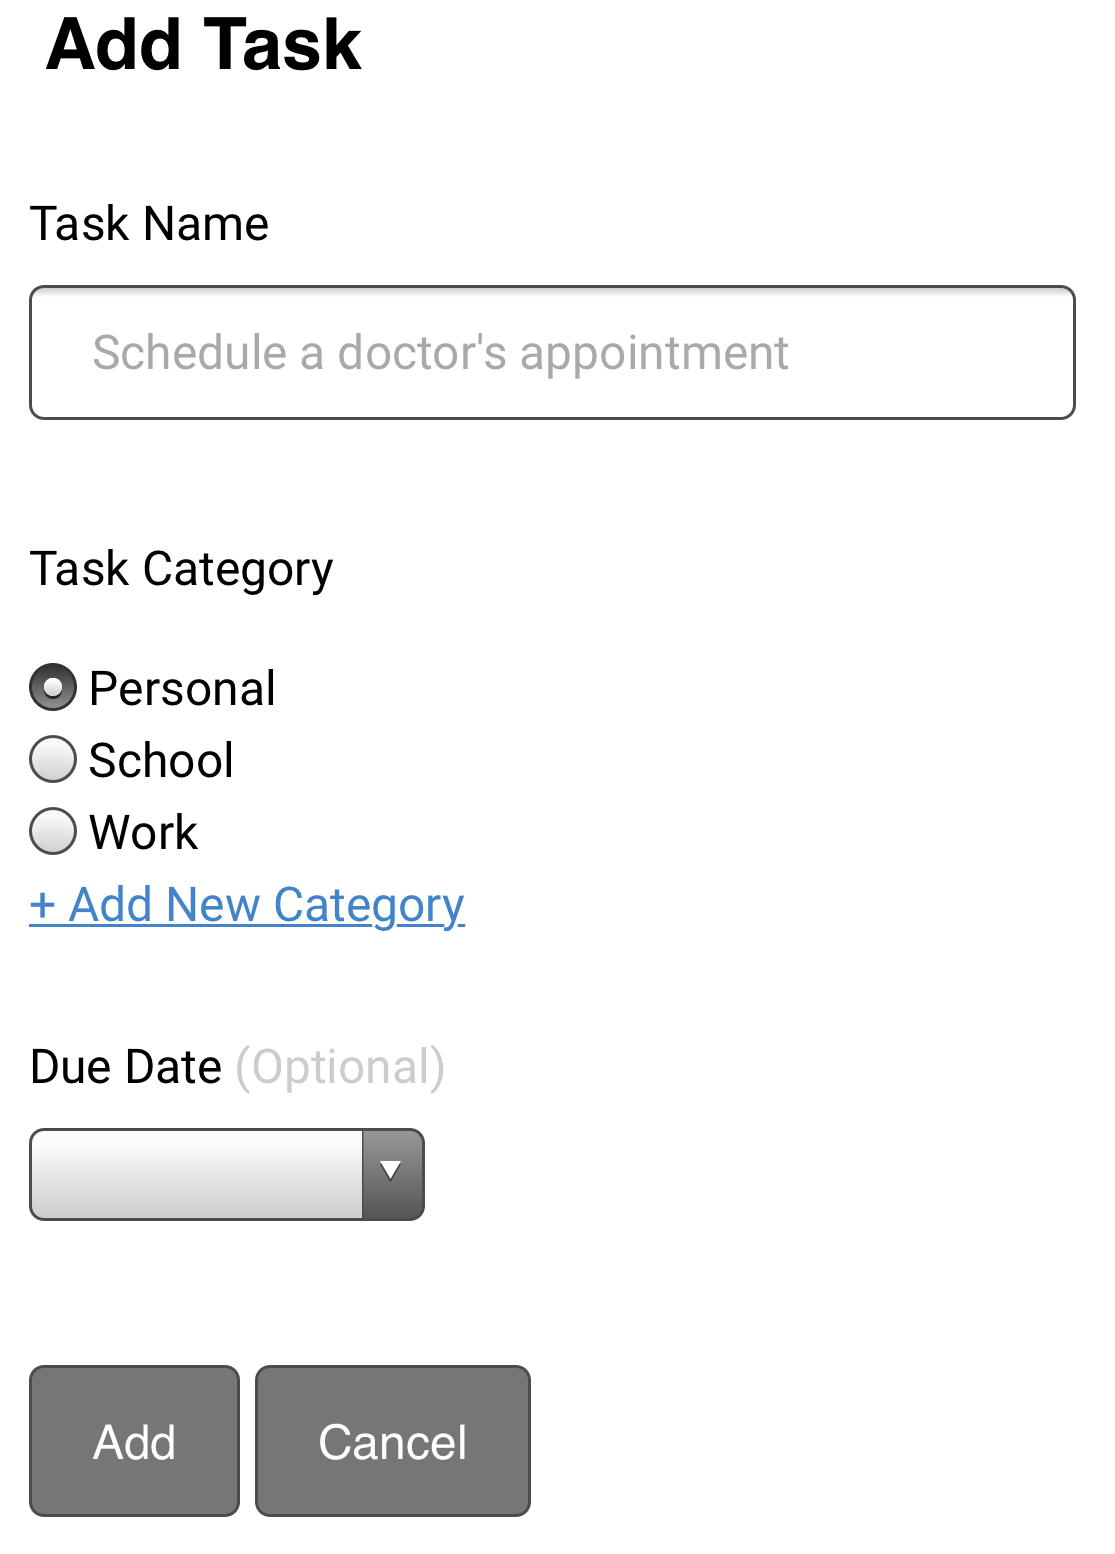 Add Task
Task Name
Schedule a doctor's appointment
Task Category
Personal
School
Work
+ Add New Category
Due Date (Optional)
Add
Cancel